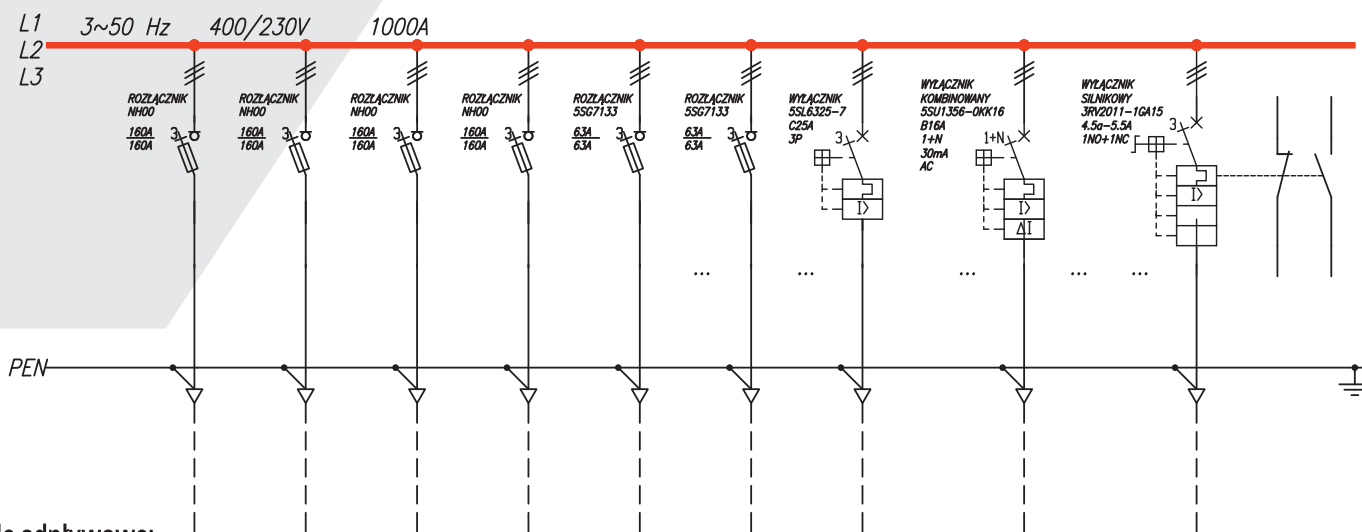 L1 3~50 Hz 400/230V 1000A
L2
L3
ROZŁĄCZNIK
NH00
160A
160A
3
ROZŁĄCZNIK
NH00
160A
160A
3
ROZŁĄCZNIK
NH00
160A
160A
3
ROZŁĄCZNIK
NH00
160A
160A
3
ROZŁĄCZNIK
5SG7133
63A
63A
3
ROZŁĄCZNIK
5SG7133
63A
63A
3
WYŁĄCZNIK
5SL6325-7
C25A
3P
3
I>
WYŁĄCZNIK
KOMBINOWANY
5SU1356-0KK16
B16A
1+N
30mA
AC
1+N
I>
ΔI
WYŁĄCZNIK
SILNIKOWY
3RV2011-1GA15
4.5a-5.5A
1NO+1NC
3
I>
... ... ... ... ...
PEN